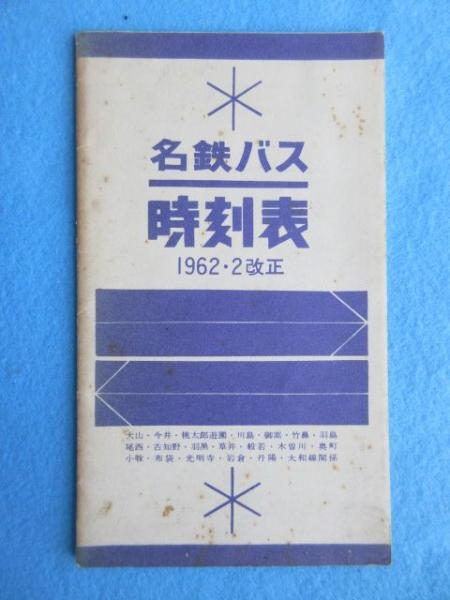 名鉄バス
時刻表
1962・2改正
犬山・今井・桃太郎遊園・川島・御嵩・竹鼻・羽島
尾西・古知野・羽黒・草井・般若・木曽川・奥町
小牧・布袋・光明寺・岩倉・丹陽・大和線関係